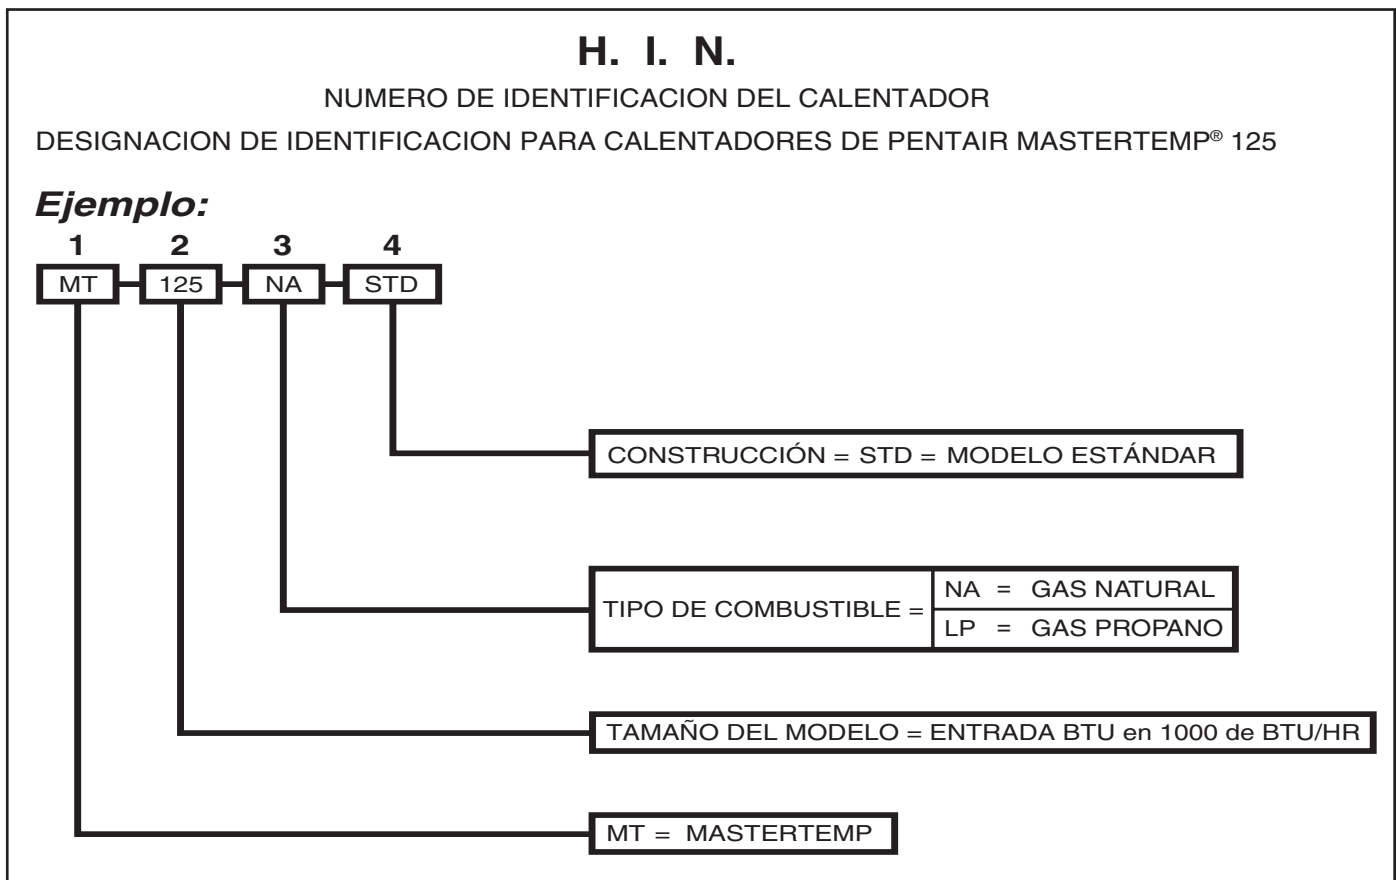 H. I. N.
NUMERO DE IDENTIFICACION DEL CALENTADOR
DESIGNACION DE IDENTIFICACION PARA CALENTADORES DE PENTAIR MASTERTEMP® 125
Ejemplo:
1 2 3 4
MT 125 NA STD
CONSTRUCCIÓN = STD = MODELO ESTÁNDAR
TIPO DE COMBUSTIBLE =
NA = GAS NATURAL
LP = GAS PROPANO
TAMAÑO DEL MODELO = ENTRADA BTU en 1000 de BTU/HR
MT = MASTERTEMP